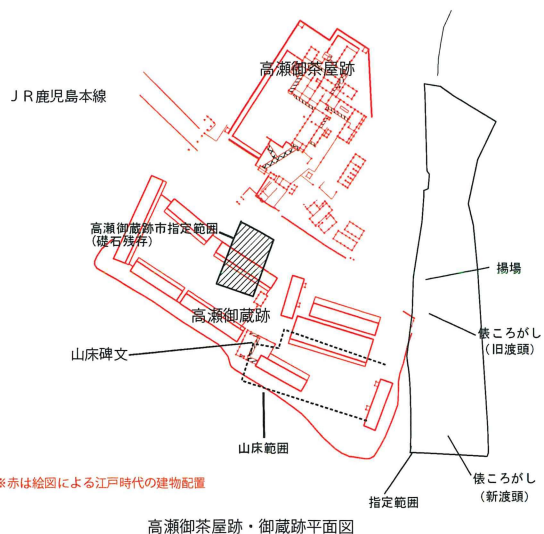 高瀬御茶屋跡
JR鹿児島本線
高瀬御蔵跡市指定範囲
(礎石残存)
揚場
高瀬御蔵跡
俵ころがし
(旧渡頭)
山床碑文
山床範囲
俵ころがし
(新渡頭)
※赤は絵図による江戸時代の建物配置
指定範囲
高瀬御茶屋跡・御蔵跡平面図